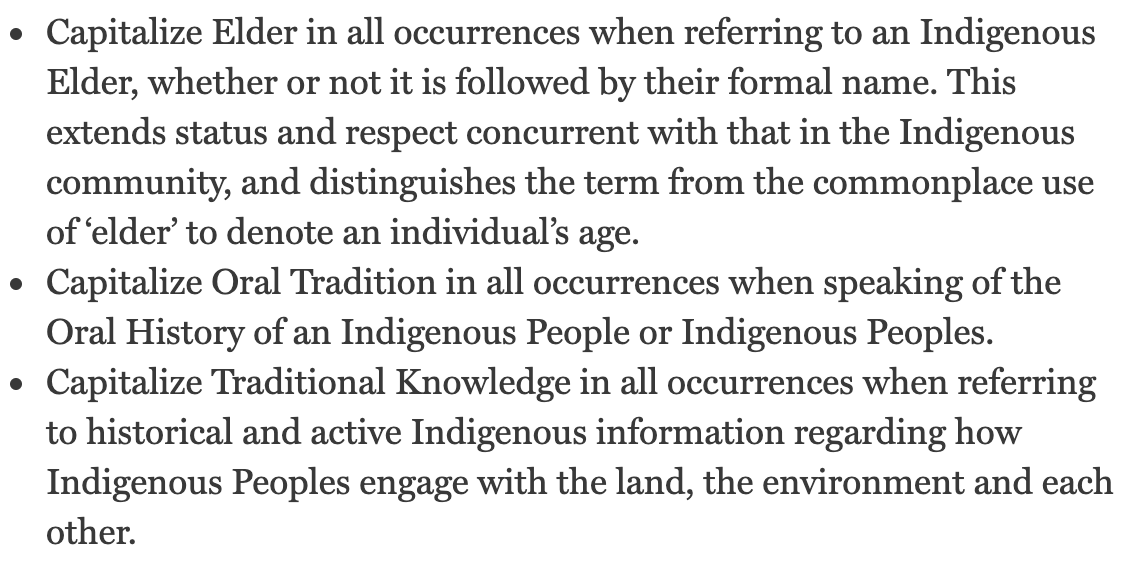 • Capitalize Elder in all occurrences when referring to an Indigenous
Elder, whether or not it is followed by their formal name. This
extends status and respect concurrent with that in the Indigenous
community, and distinguishes the term from the commonplace use
of ‘elder’ to denote an individual’s age.
• Capitalize Oral Tradition in all occurrences when speaking of the
Oral History of an Indigenous People or Indigenous Peoples.
• Capitalize Traditional Knowledge in all occurrences when referring
to historical and active Indigenous information regarding how
Indigenous Peoples engage with the land, the environment and each
other.